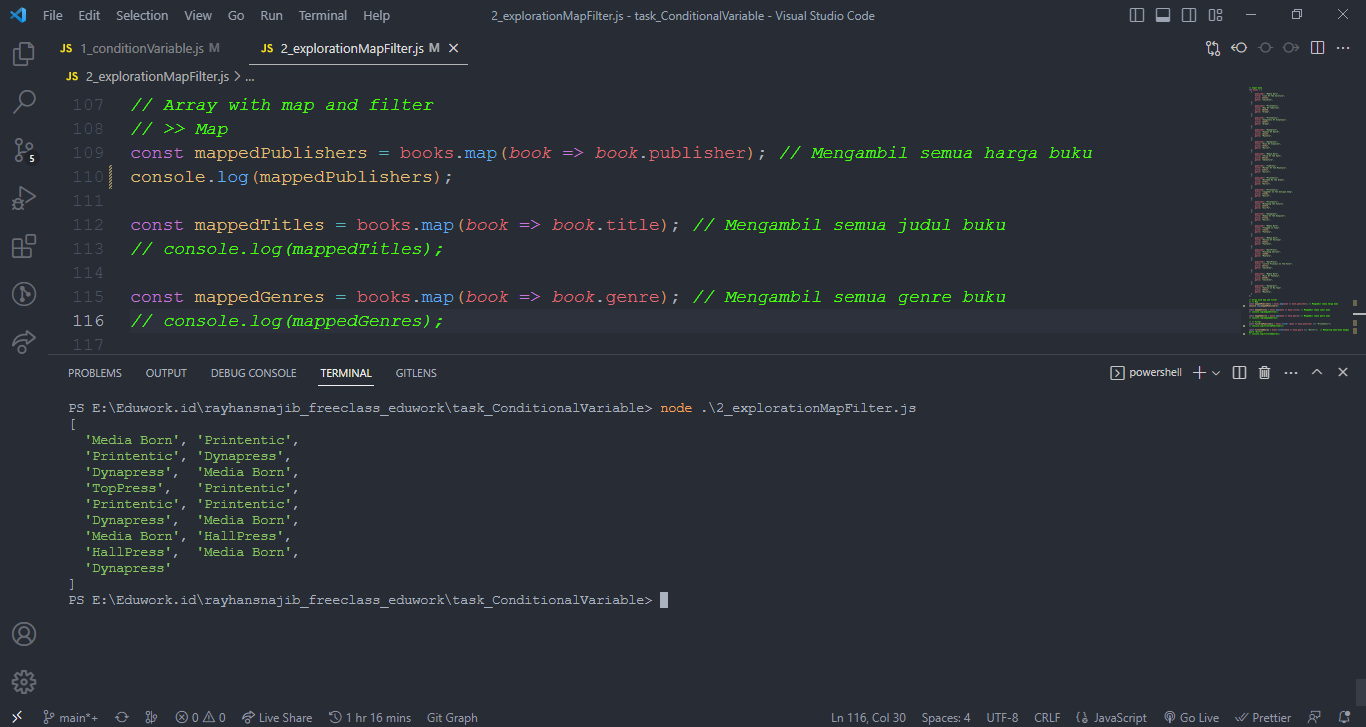 File Edit Selection View Go Run Terminal Help 2_explorationMapFilter.js - task_ConditionalVariable - Visual Studio Code
JS 1_conditionVariable.js M JS 2_explorationMapFilter.js M
JS 2_explorationMapFilter.js > ...
107 // Array with map and filter
108 // >> Map
109 const mappedPublishers = books.map(book => book.publisher); // Mengambil semua harga buku
110 console.log(mappedPublishers);
111
112 const mappedTitles = books.map(book => book.title); // Mengambil semua judul buku
113 // console.log(mappedTitles);
114
115 const mappedGenres = books.map(book => book.genre); // Mengambil semua genre buku
116 // console.log(mappedGenres);
117
5
PROBLEMS OUTPUT DEBUG CONSOLE TERMINAL GITLENS powershell
PS E:\Eduwork.id\rayhansnajib_freeclass_eduwork\task_ConditionalVariable> node .\2_explorationMapFilter.js
[
'Media Born', 'Printentic',
'Printentic', 'Dynapress',
'Dynapress', 'Media Born',
'TopPress', 'Printentic',
'Printentic', 'Printentic',
'Dynapress', 'Media Born',
'Media Born', 'HallPress',
'HallPress', 'Media Born',
'Dynapress'
]
PS E:\Eduwork.id\rayhansnajib_freeclass_eduwork\task_ConditionalVariable>
main*+ 0 0 Live Share 1 hr 16 mins Git Graph Ln 116, Col 30 Spaces: 4 UTF-8 CRLF JavaScript Go Live Prettier